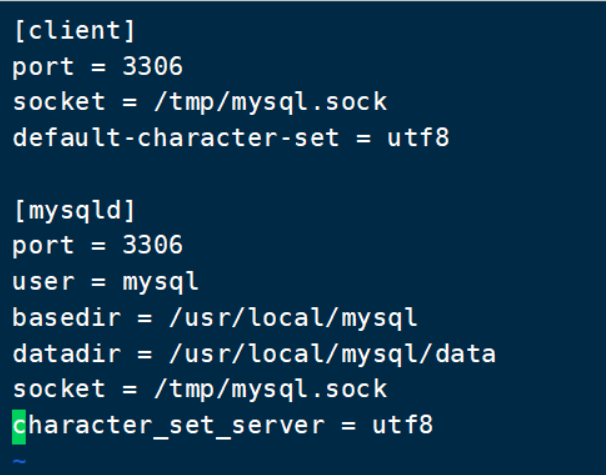 [client]
port = 3306
socket = /tmp/mysql.sock
default-character-set = utf8

[mysqld]
port = 3306
user = mysql
basedir = /usr/local/mysql
datadir = /usr/local/mysql/data
socket = /tmp/mysql.sock
character_set_server = utf8
~